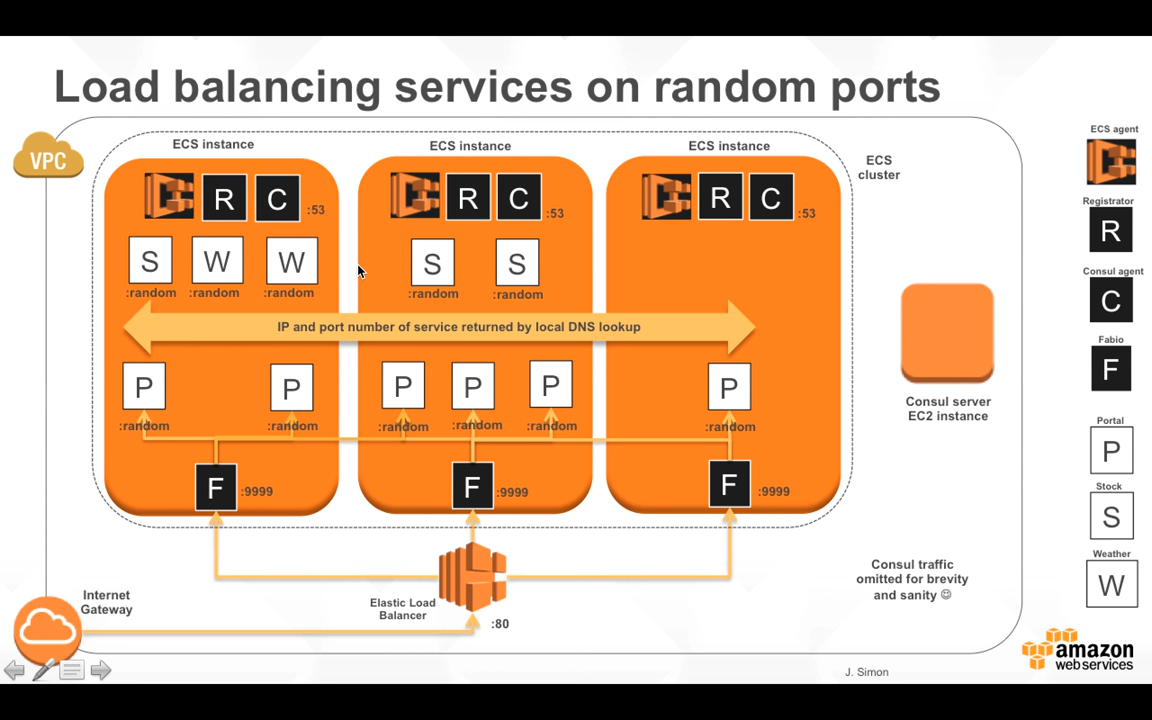 Load balancing services on random ports
VPC
ECS instance
ECS instance
ECS instance
ECS
cluster
R
C
:53
R
C
:53
R
C
:53
S
W
W
S
S
:random
:random
:random
:random
:random
IP and port number of service returned by local DNS lookup
P
P
P
P
P
P
:random
:random
:random
:random
:random
:random
F
:9999
F
:9999
F
:9999
Consul server
EC2 instance
Internet
Gateway
Elastic Load
Balancer
:80
Consul traffic
omitted for brevity
and sanity ☺
ECS agent
Registrator
R
Consul agent
C
Fabio
F
Portal
P
Stock
S
Weather
W
J. Simon
amazon
web services